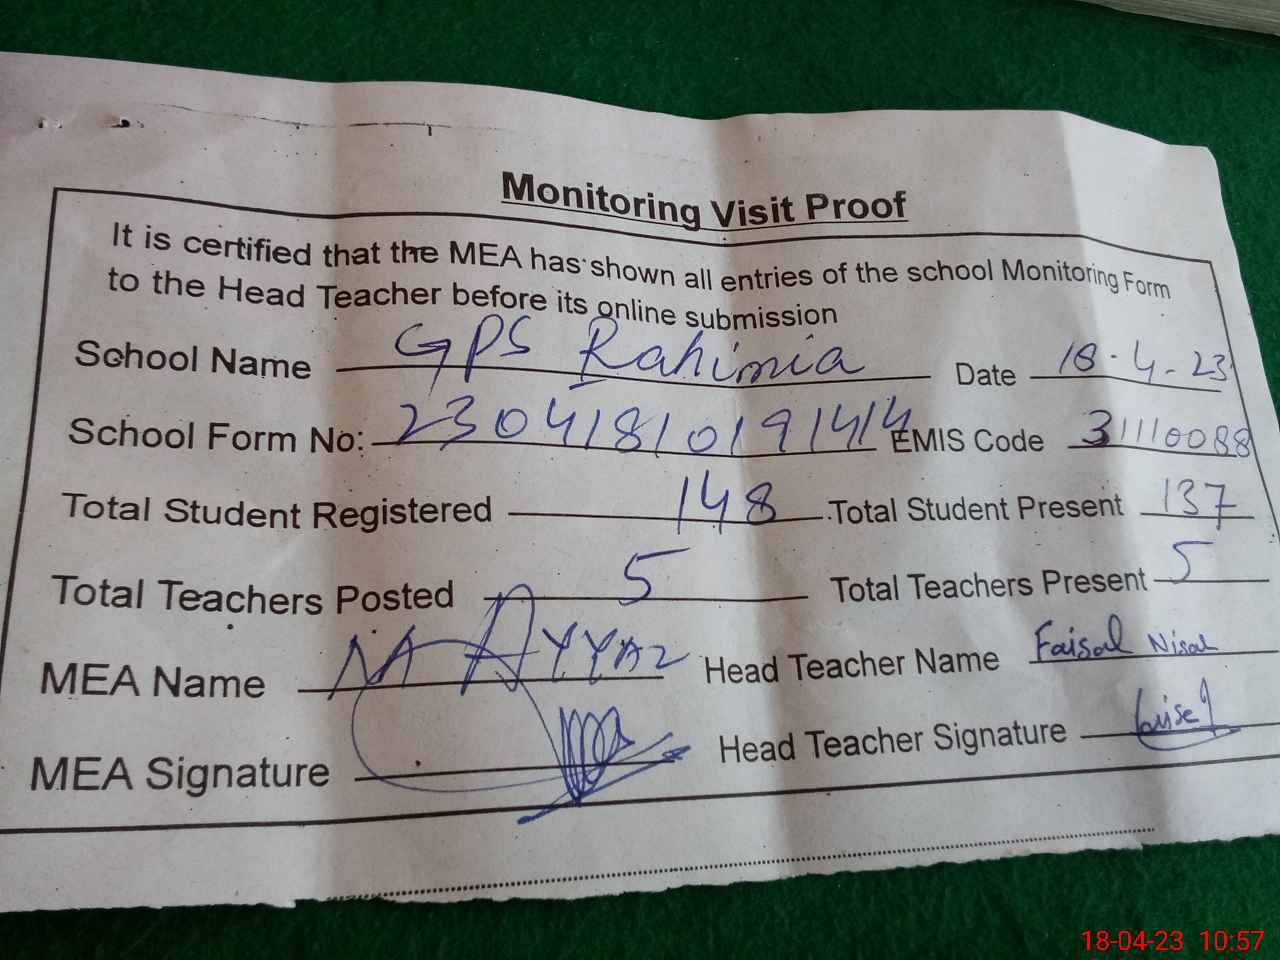 Monitoring Visit Proof
It is certified that the MEA has shown all entries of the school Monitoring Form
to the Head Teacher before its online submission
School Name GPS Rahimia Date 18-4-23
School Form No: 23041810191414 EMIS Code 31110088
Total Student Registered 148 Total Student Present 137
Total Teachers Posted 5 Total Teachers Present 5
MEA Name M AYYAZ Head Teacher Name Faisal Nisar
MEA Signature Head Teacher Signature
18-04-23 10:57